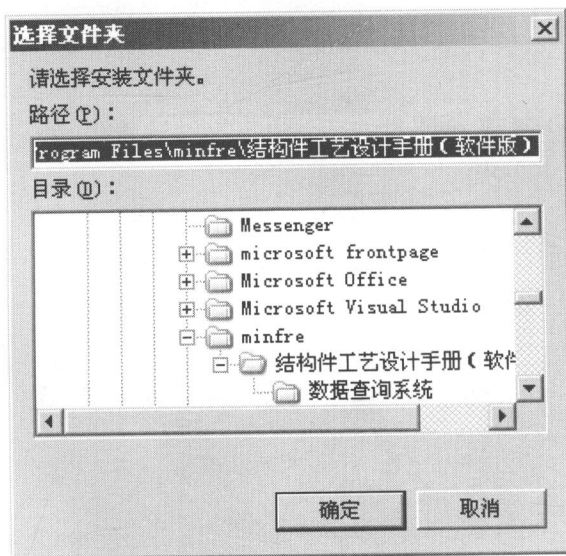 选择文件夹
请选择安装文件夹。
路径(P)：
rogram Files\minfre\结构件工艺设计手册(软件版)
目录(D)：
Messenger
microsoft frontpage
Microsoft Office
Microsoft Visual Studio
minfre
结构件工艺设计手册(软件
数据查询系统
确定
取消